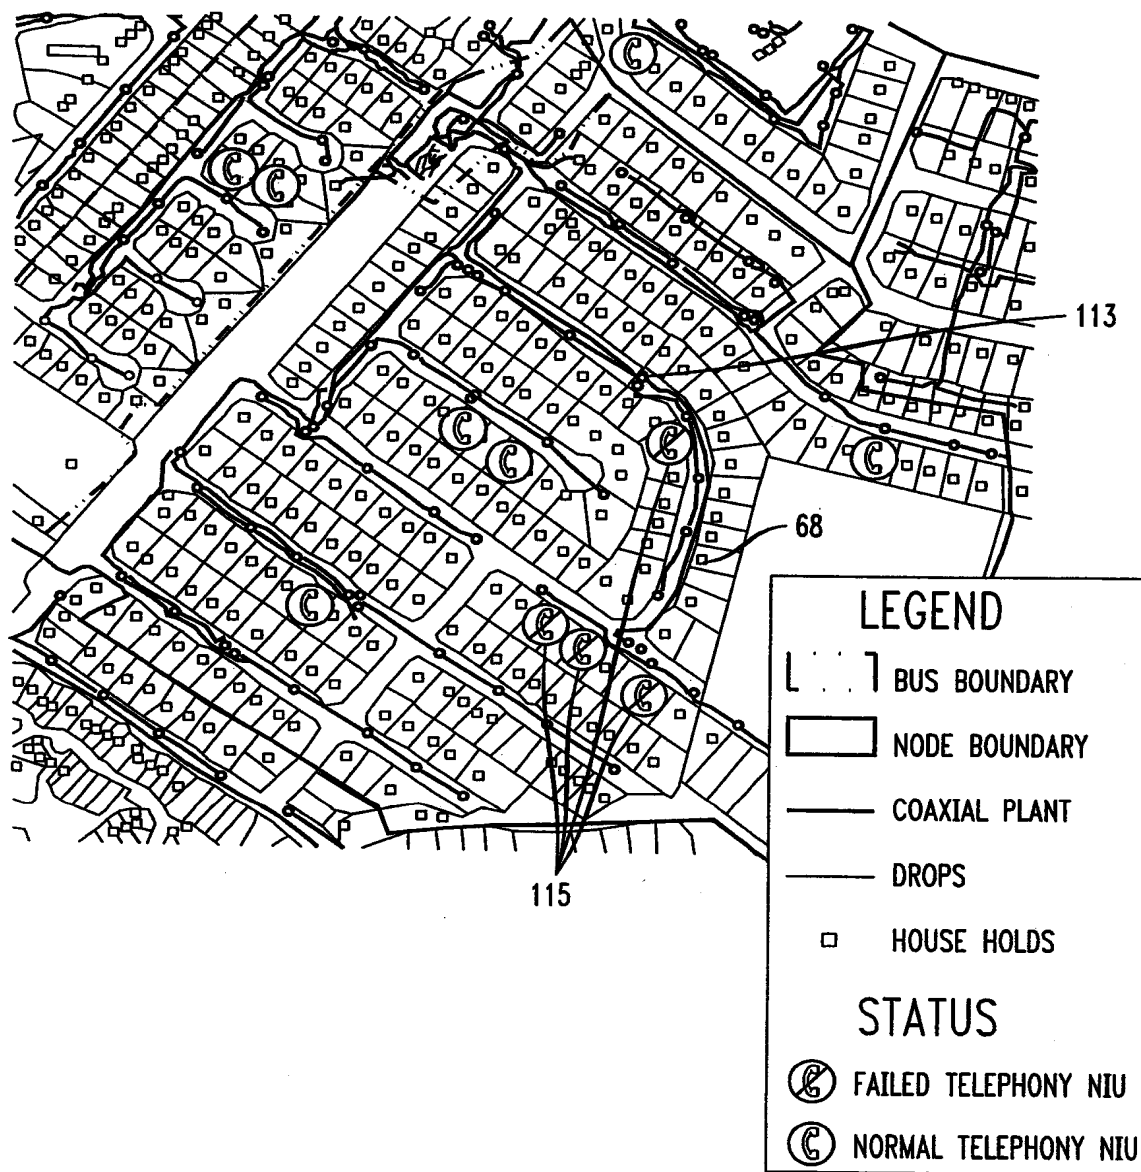 113
68
115
LEGEND
BUS BOUNDARY
NODE BOUNDARY
COAXIAL PLANT
DROPS
HOUSE HOLDS
STATUS
FAILED TELEPHONY NIU
NORMAL TELEPHONY NIU